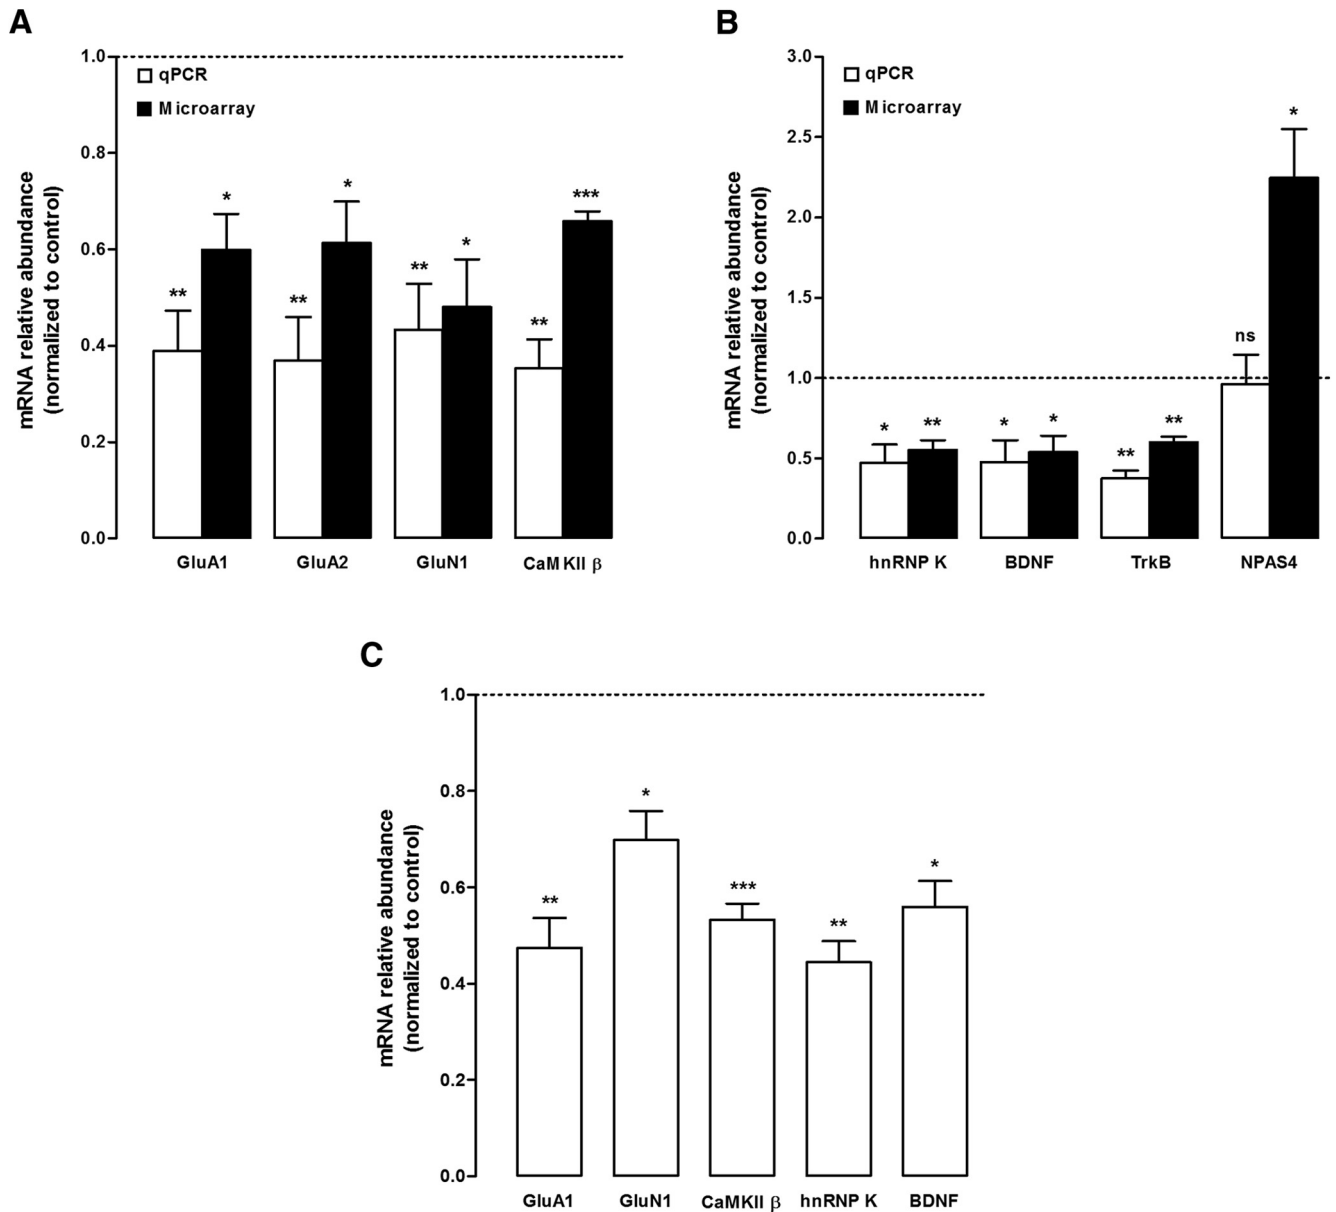 A
mRNA relative abundance
(normalized to control)
1.0
0.8
0.6
0.4
0.2
0.0
qPCR
Microarray
** * ** * ** * ** ***
GluA1 GluA2 GluN1 CaMKII β
B
mRNA relative abundance
(normalized to control)
3.0
2.5
2.0
1.5
1.0
0.5
0.0
qPCR
Microarray
* ** * * ** ** ns *
hnRNP K BDNF TrkB NPAS4
C
mRNA relative abundance
(normalized to control)
1.0
0.8
0.6
0.4
0.2
0.0
** * *** ** *
GluA1 GluN1 CaMKII β hnRNP K BDNF